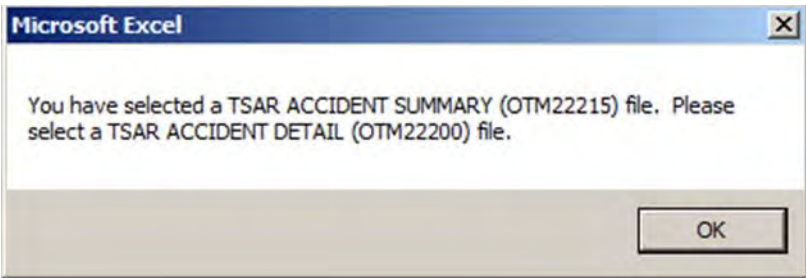 Microsoft Excel
You have selected a TSAR ACCIDENT SUMMARY (OTM22215) file.  Please
select a TSAR ACCIDENT DETAIL (OTM22200) file.
OK